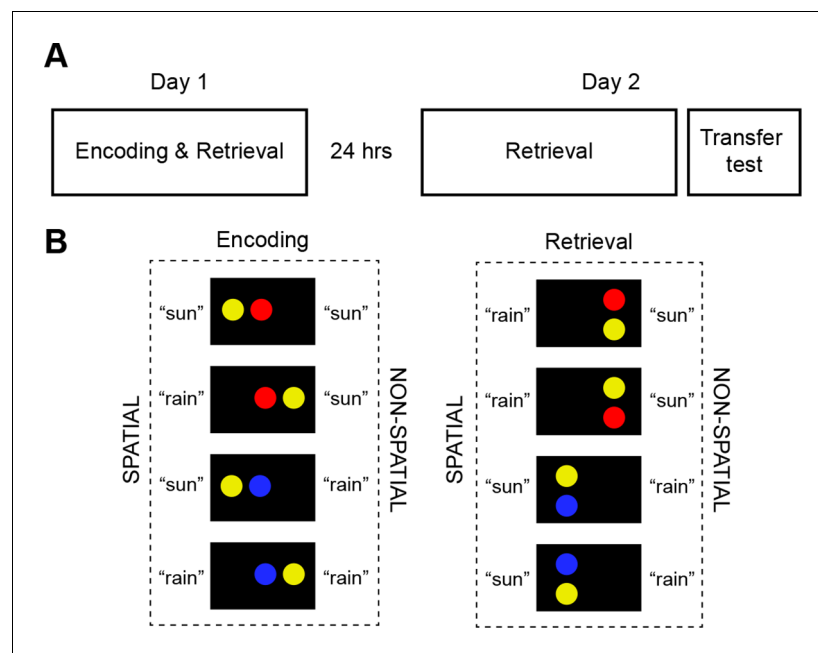 A
Day 1
Day 2
Encoding & Retrieval
24 hrs
Retrieval
Transfer
test
B
Encoding
Retrieval
SPATIAL
“sun”
“sun”
“rain”
“sun”
“sun”
“rain”
“rain”
“rain”
NON-SPATIAL
SPATIAL
“rain”
“sun”
“rain”
“sun”
“sun”
“rain”
“sun”
“rain”
NON-SPATIAL